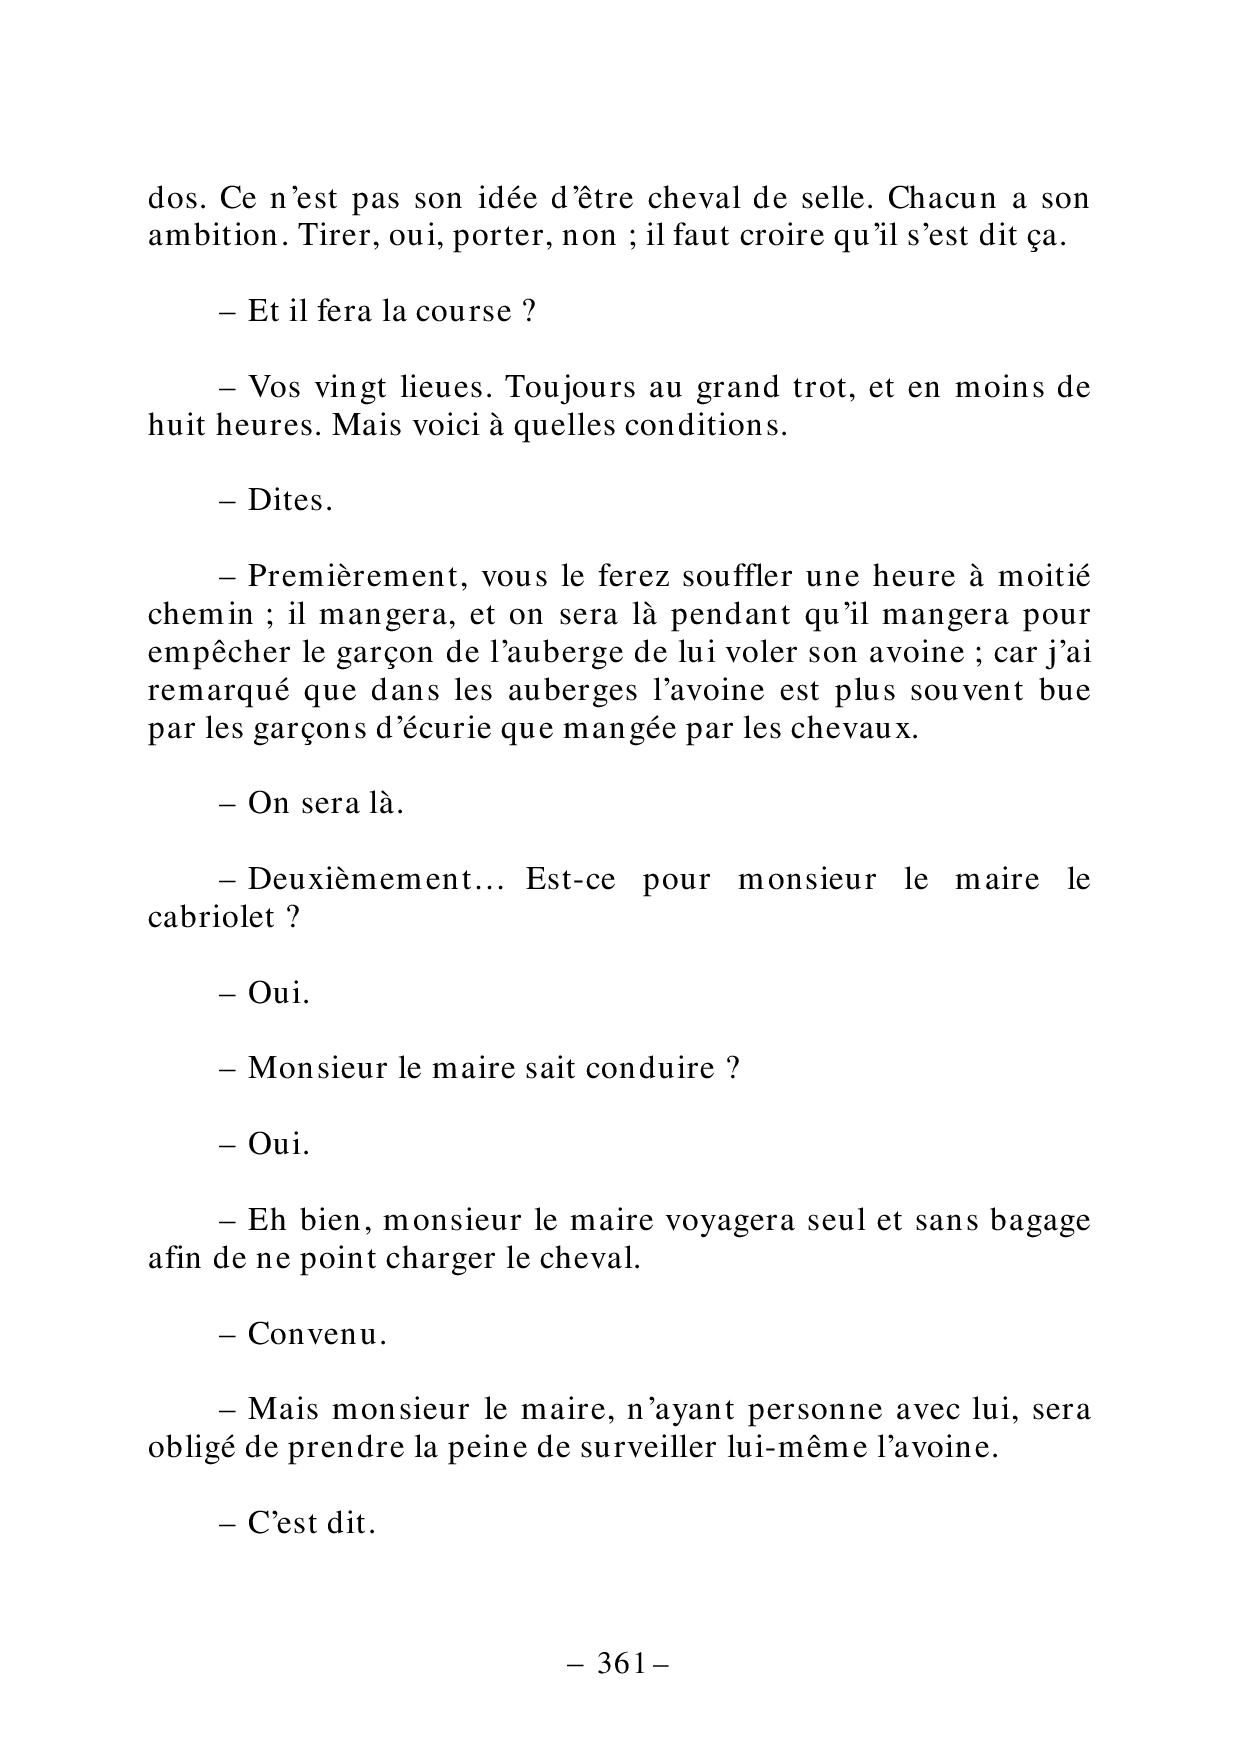 dos. Ce n’est pas son idée d’être cheval de selle. Chacun a son
ambition. Tirer, oui, porter, non ; il faut croire qu’il s’est dit ça.
– Et il fera la course ?
– Vos vingt lieues. Toujours au grand trot, et en moins de
huit heures. Mais voici à quelles conditions.
– Dites.
– Premièrement, vous le ferez souffler une heure à moitié
chemin ; il mangera, et on sera là pendant qu’il mangera pour
empêcher le garçon de l’auberge de lui voler son avoine ; car j’ai
remarqué que dans les auberges l’avoine est plus souvent bue
par les garçons d’écurie que mangée par les chevaux.
– On sera là.
– Deuxièmement… Est-ce pour monsieur le maire le
cabriolet ?
– Oui.
– Monsieur le maire sait conduire ?
– Oui.
– Eh bien, monsieur le maire voyagera seul et sans bagage
afin de ne point charger le cheval.
– Convenu.
– Mais monsieur le maire, n’ayant personne avec lui, sera
obligé de prendre la peine de surveiller lui-même l’avoine.
– C’est dit.
– 361 –